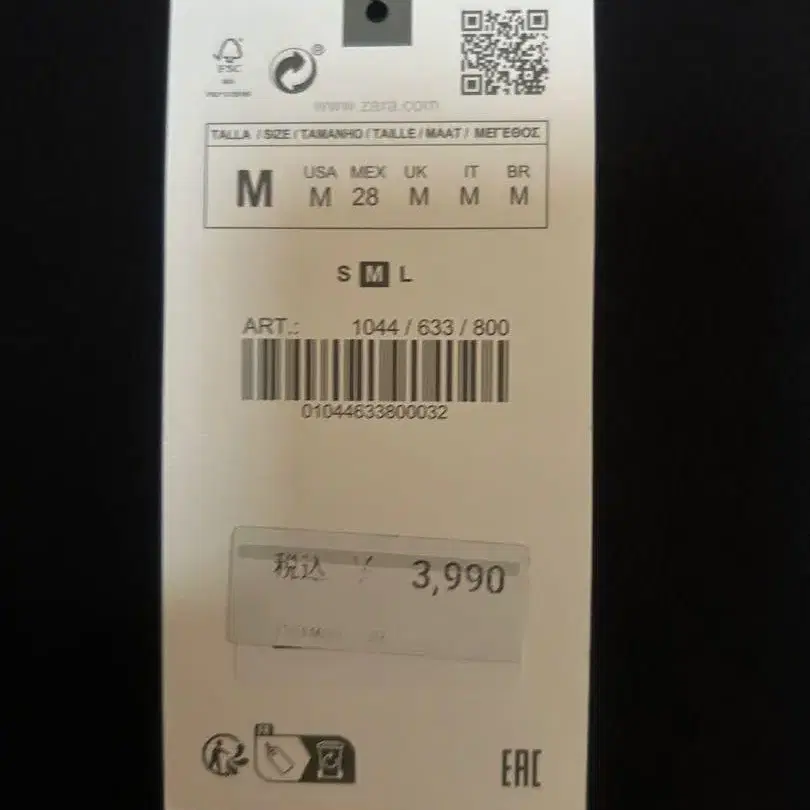 FSC
www.zara.com
TALLA / SIZE / TAMANHO / TAILLE / MAAT / ΜΕΓΕΘΟΣ
M
USA MEX UK IT BR
M 28 M M M
S M L
ART.: 1044 / 633 / 800
01044633800032
税込 ¥ 3,990
FR
EAC